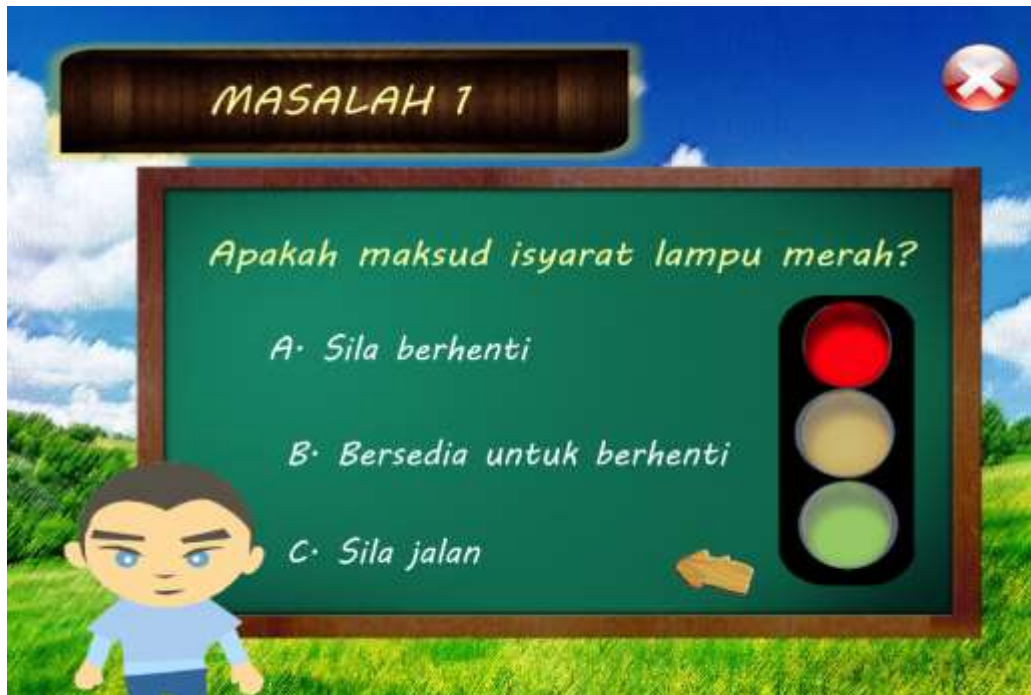 MASALAH 1
Apakah maksud isyarat lampu merah?
A. Sila berhenti
B. Bersedia untuk berhenti
C. Sila jalan